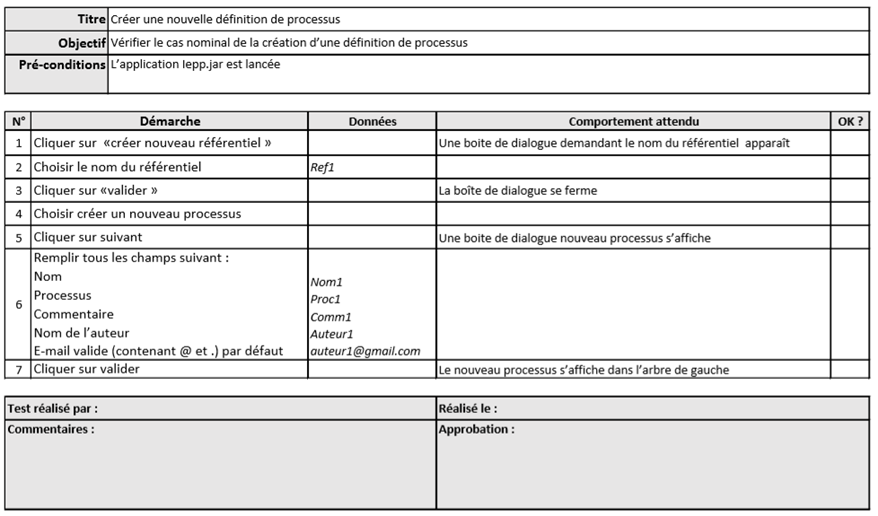 Titre Créer une nouvelle définition de processus
Objectif Vérifier le cas nominal de la création d’une définition de processus
Pré-conditions L’application Iepp.jar est lancée
N° Démarche Données Comportement attendu OK ?
1 Cliquer sur «créer nouveau référentiel » Une boite de dialogue demandant le nom du référentiel apparaît
2 Choisir le nom du référentiel Ref1
3 Cliquer sur «valider » La boîte de dialogue se ferme
4 Choisir créer un nouveau processus
5 Cliquer sur suivant Une boite de dialogue nouveau processus s’affiche
6 Remplir tous les champs suivant :
Nom Nom1
Processus Proc1
Commentaire Comm1
Nom de l’auteur Auteur1
E-mail valide (contenant @ et .) par défaut auteur1@gmail.com
7 Cliquer sur valider Le nouveau processus s’affiche dans l’arbre de gauche
Test réalisé par : Réalisé le :
Commentaires : Approbation :